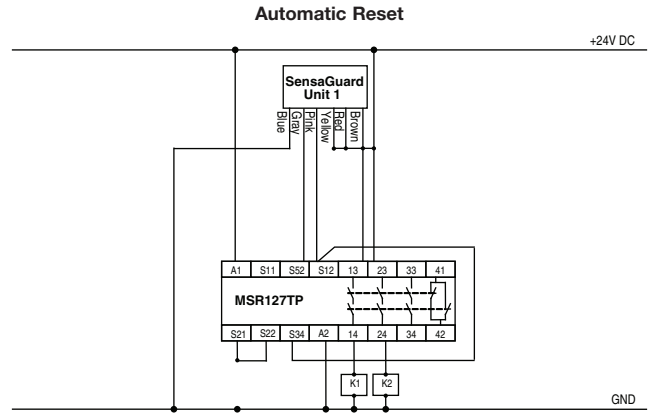 Automatic Reset
+24V DC
SensaGuard
Unit 1
Blue
Gray
Pink
Yellow
Red
Brown
A1 S11 S52 S12 13 23 33 41
MSR127TP
S21 S22 S34 A2 14 24 34 42
K1 K2
GND